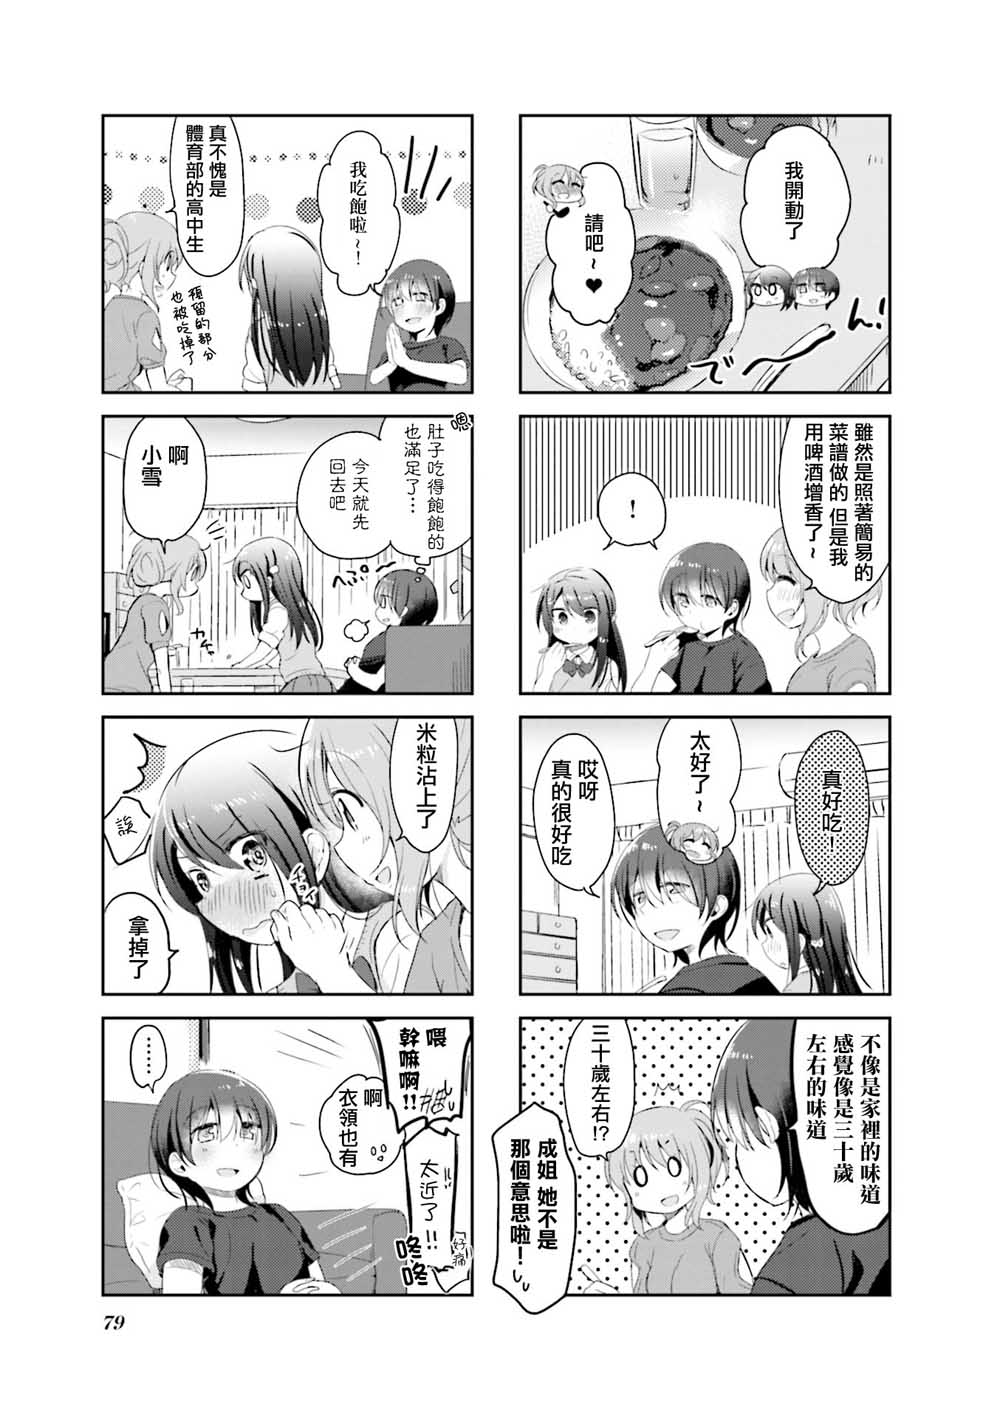 我開動了
請吧~♥
で~ん!
雖然是照著簡易的
菜譜做的 但是我
用啤酒增香了~
!
真好吃!
太好了~
哎呀
真的很好吃
不像是家裡的味道
感覺像是三十歲
左右的味道
三十歲左右!?
成姐 她不是
那個意思啦!
我吃飽啦~!
真不愧是
體育部的高中生
預留的部分
也被吃掉了
嗯
肚子吃得飽飽的
也滿足了…
今天就先
回去吧
へぷ〜
啊
小雪
カチャ
米粒沾上了
誒
拿掉了
喂
幹嘛啊!!
啊
衣領也有
太近了!!
「好痛」
咚咚
……
79